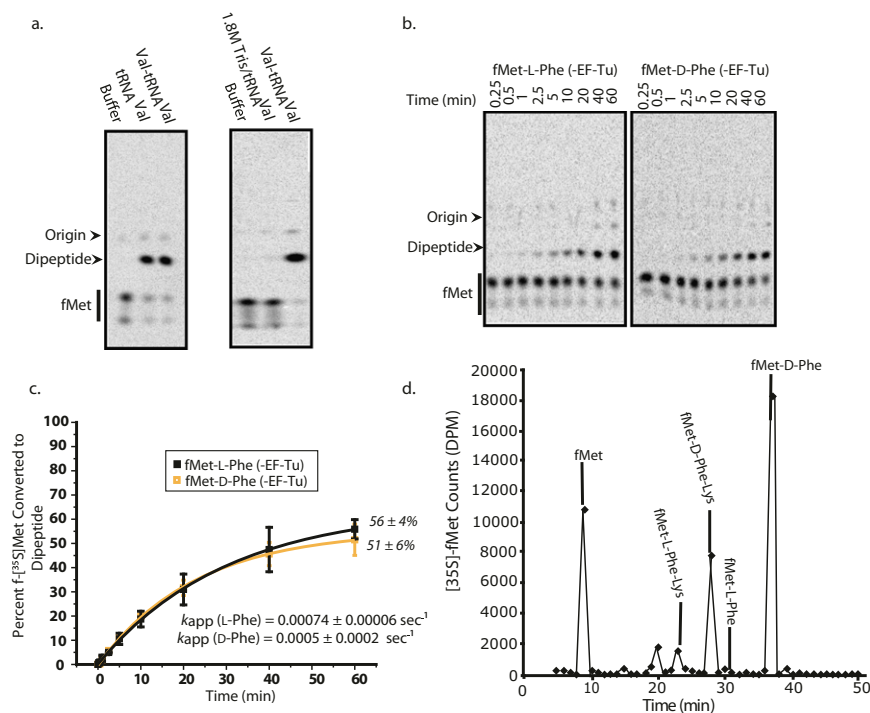 a.
Buffer
tRNA Val
Val-tRNA Val
1.8M Tris/tRNA Val
Buffer
Val-tRNA Val
Origin
Dipeptide
fMet
b.
fMet-L-Phe (-EF-Tu)
fMet-D-Phe (-EF-Tu)
Time (min)
0.25 0.5 1 2.5 5 10 20 40 60
0.25 0.5 1 2.5 5 10 20 40 60
Origin
Dipeptide
fMet
c.
Percent f-[³⁵S]Met Converted to
Dipeptide
100
90
80
70
60
50
40
30
20
10
0
fMet-L-Phe (-EF-Tu)
fMet-D-Phe (-EF-Tu)
56 ± 4%
51 ± 6%
kapp (L-Phe) = 0.00074 ± 0.00006 sec⁻¹
kapp (D-Phe) = 0.0005 ± 0.0002 sec⁻¹
0 10 20 30 40 50 60
Time (min)
d.
[35S]-fMet Counts (DPM)
20000
18000
16000
14000
12000
10000
8000
6000
4000
2000
0
fMet
fMet-L-Phe-Lys
fMet-D-Phe-Lys
fMet-L-Phe
fMet-D-Phe
0 10 20 30 40 50
Time(min)